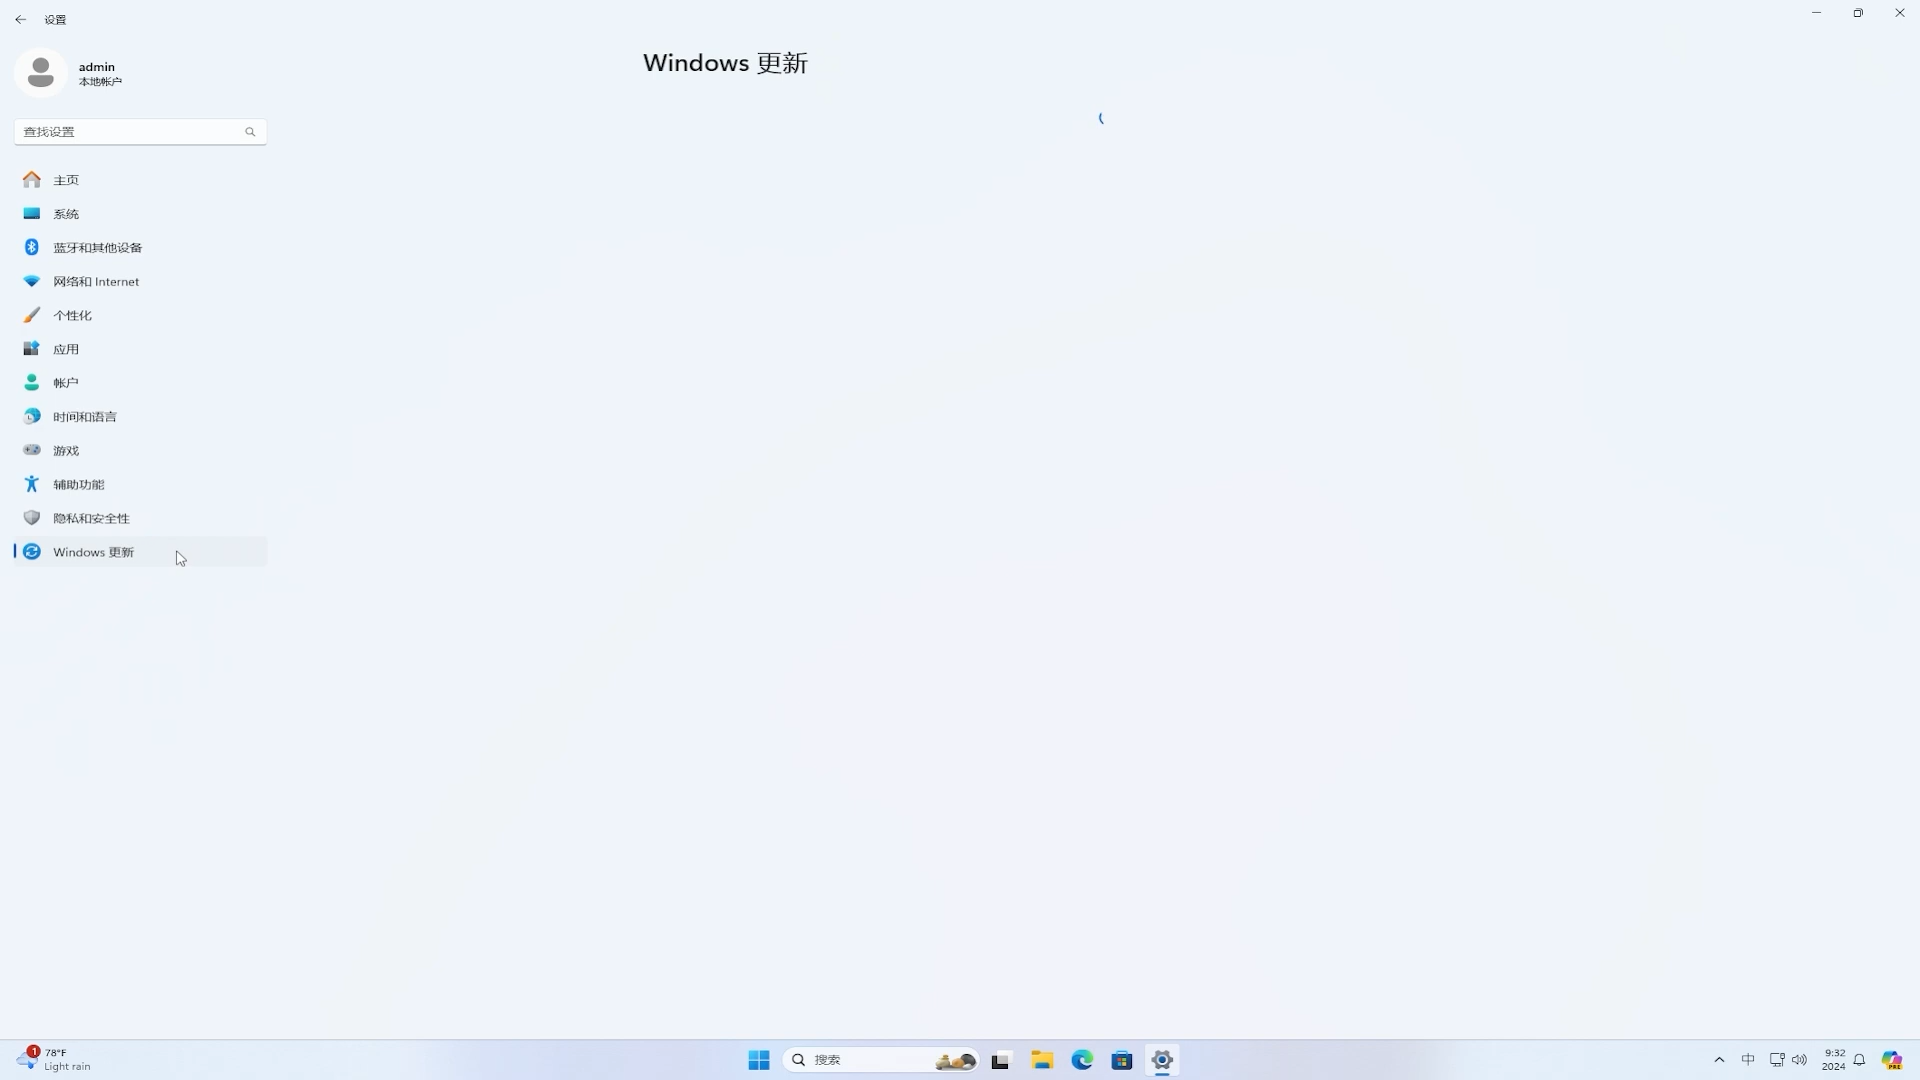 设置
admin
本地帐户
查找设置
主页
系统
蓝牙和其他设备
网络和 Internet
个性化
应用
帐户
时间和语言
游戏
辅助功能
隐私和安全性
Windows 更新
Windows 更新
1
78°F
Light rain
搜索
中
9:32
2024
PRE